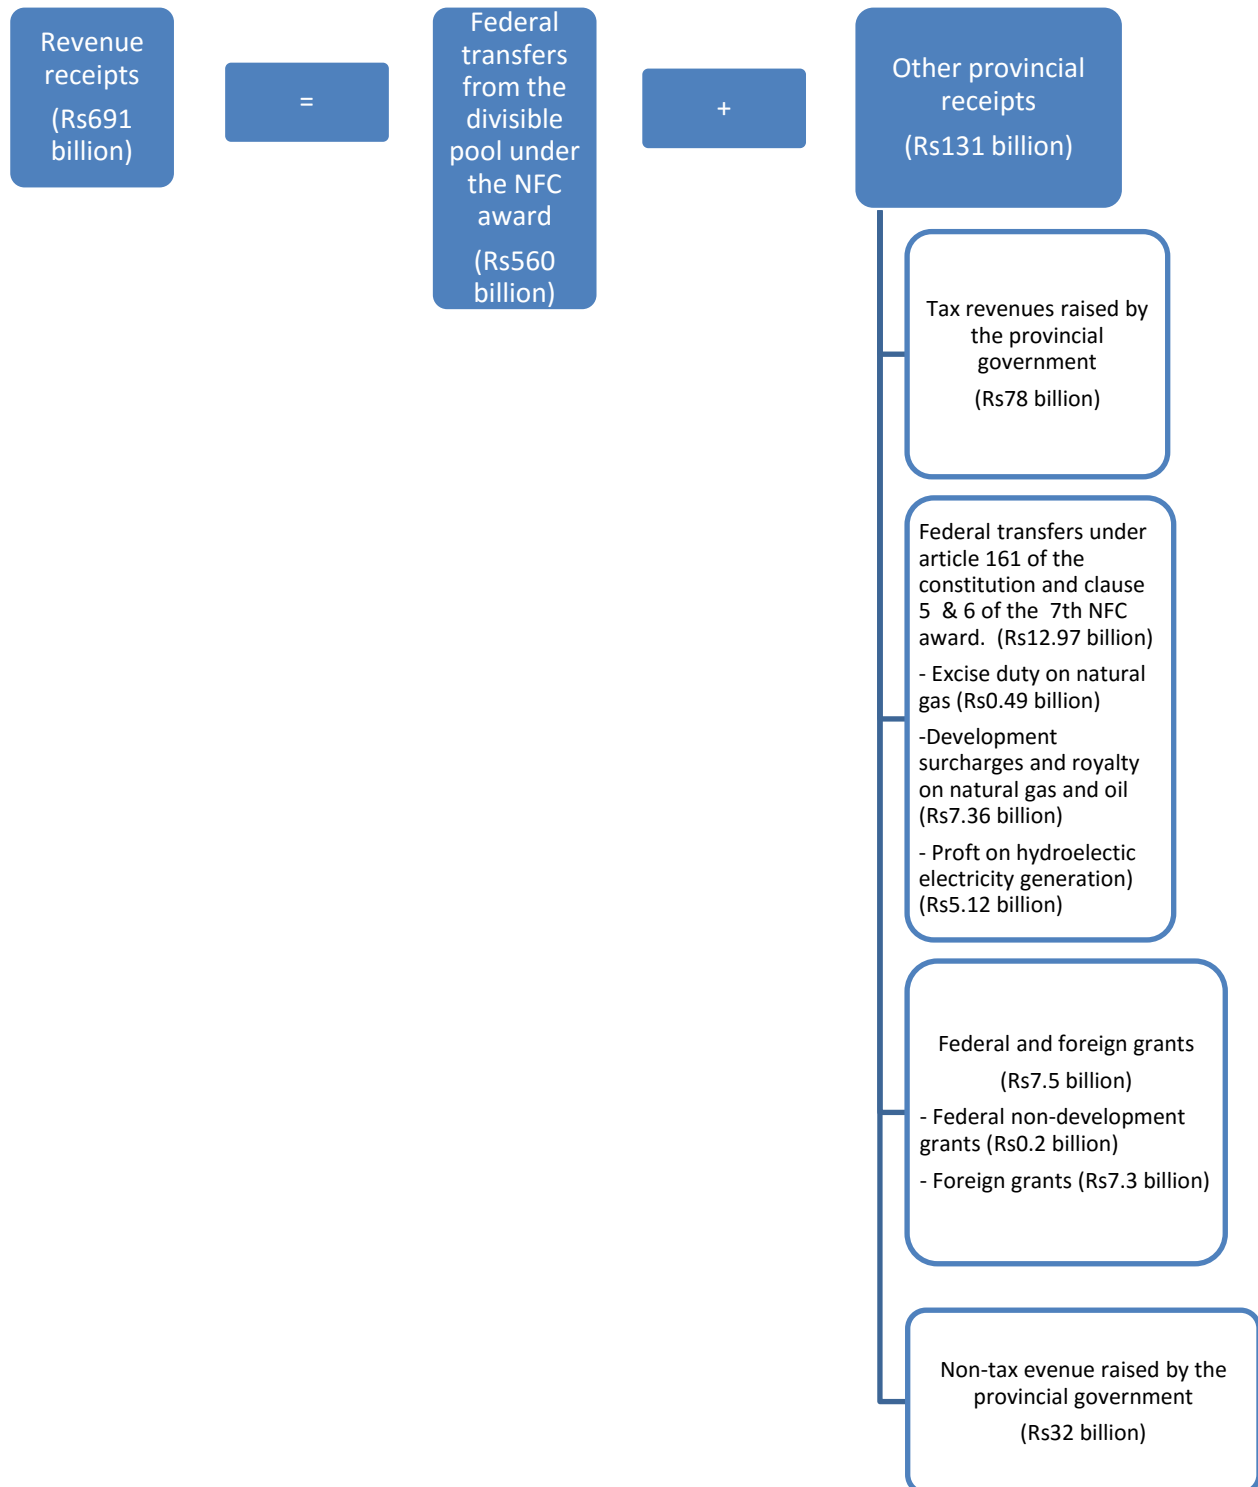 Revenue
receipts
(Rs691
billion)
=
Federal
transfers
from the
divisible
pool under
the NFC
award
(Rs560
billion)
+
Other provincial
receipts
(Rs131 billion)
Tax revenues raised by
the provincial
government
(Rs78 billion)
Federal transfers under
article 161 of the
constitution and clause
5 & 6 of the 7th NFC
award. (Rs12.97 billion)
- Excise duty on natural
gas (Rs0.49 billion)
-Development
surcharges and royalty
on natural gas and oil
(Rs7.36 billion)
- Proft on hydroelectic
electricity generation)
(Rs5.12 billion)
Federal and foreign grants
(Rs7.5 billion)
- Federal non-development
grants (Rs0.2 billion)
- Foreign grants (Rs7.3 billion)
Non-tax evenue raised by the
provincial government
(Rs32 billion)